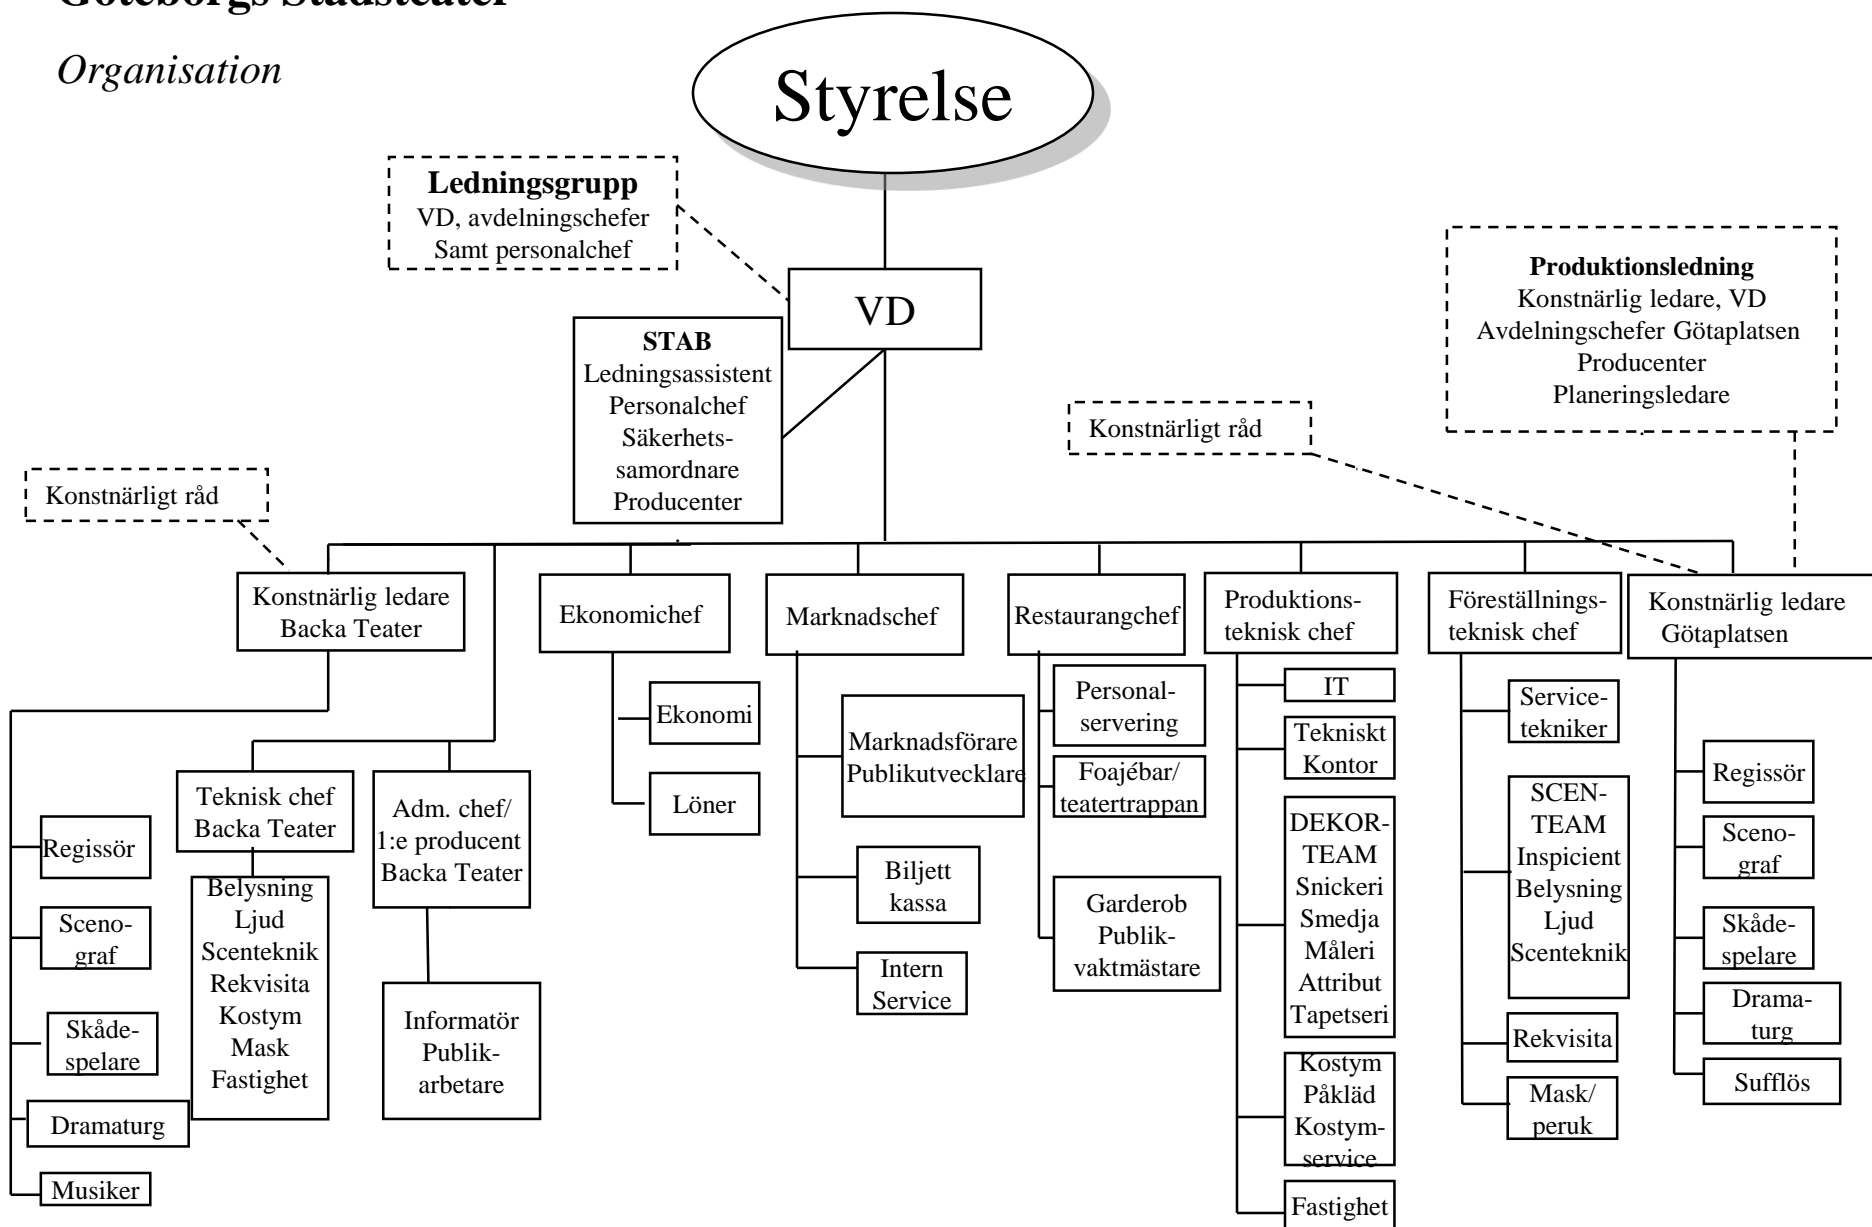 Göteborgs Stadsteater
Organisation
Styrelse
Ledningsgrupp
VD, avdelningschefer
Samt personalchef
VD
Produktionsledning
Konstnärlig ledare, VD
Avdelningschefer Götaplatsen
Producenter
Planeringsledare
STAB
Ledningsassistent
Personalchef
Säkerhets-
samordnare
Producenter
Konstnärligt råd
Konstnärligt råd
Konstnärlig ledare
Backa Teater
Ekonomichef
Marknadschef
Restaurangchef
Produktions-
teknisk chef
Föreställnings-
teknisk chef
Konstnärlig ledare
Götaplatsen
Regissör
Sceno-
graf
Skåde-
spelare
Dramaturg
Musiker
Teknisk chef
Backa Teater
Belysning
Ljud
Scenteknik
Rekvisita
Kostym
Mask
Fastighet
Adm. chef/
1:e producent
Backa Teater
Informatör
Publik-
arbetare
Ekonomi
Löner
Marknadsförare
Publikutvecklare
Biljett
kassa
Intern
Service
Personal-
servering
Foajébar/
teatertrappan
Garderob
Publik-
vaktmästare
IT
Tekniskt
Kontor
DEKOR-
TEAM
Snickeri
Smedja
Måleri
Attribut
Tapetseri
Kostym
Påkläd
Kostym-
service
Fastighet
Service-
tekniker
SCEN-
TEAM
Inspicient
Belysning
Ljud
Scenteknik
Rekvisita
Mask/
peruk
Regissör
Sceno-
graf
Skåde-
spelare
Drama-
turg
Sufflös